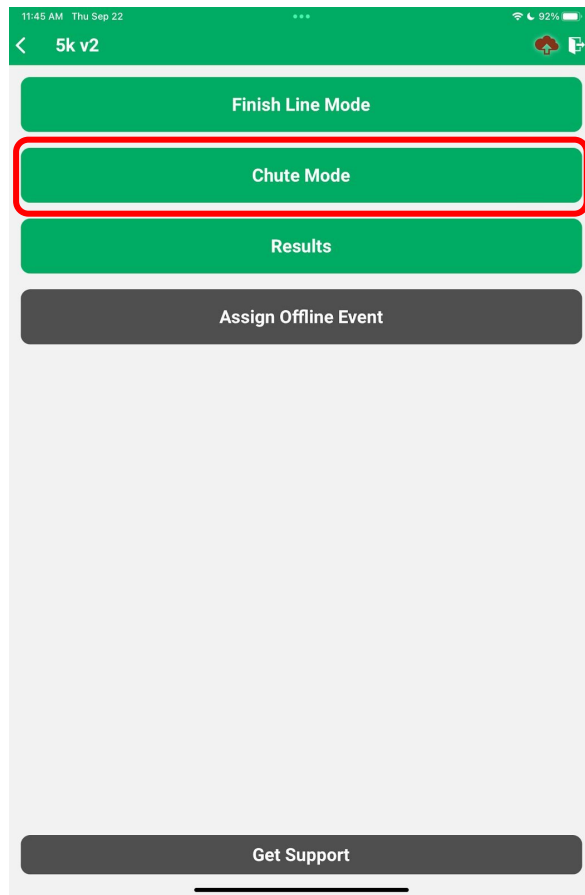 11:45 AM Thu Sep 22
92%
5k v2
Finish Line Mode
Chute Mode
Results
Assign Offline Event
Get Support